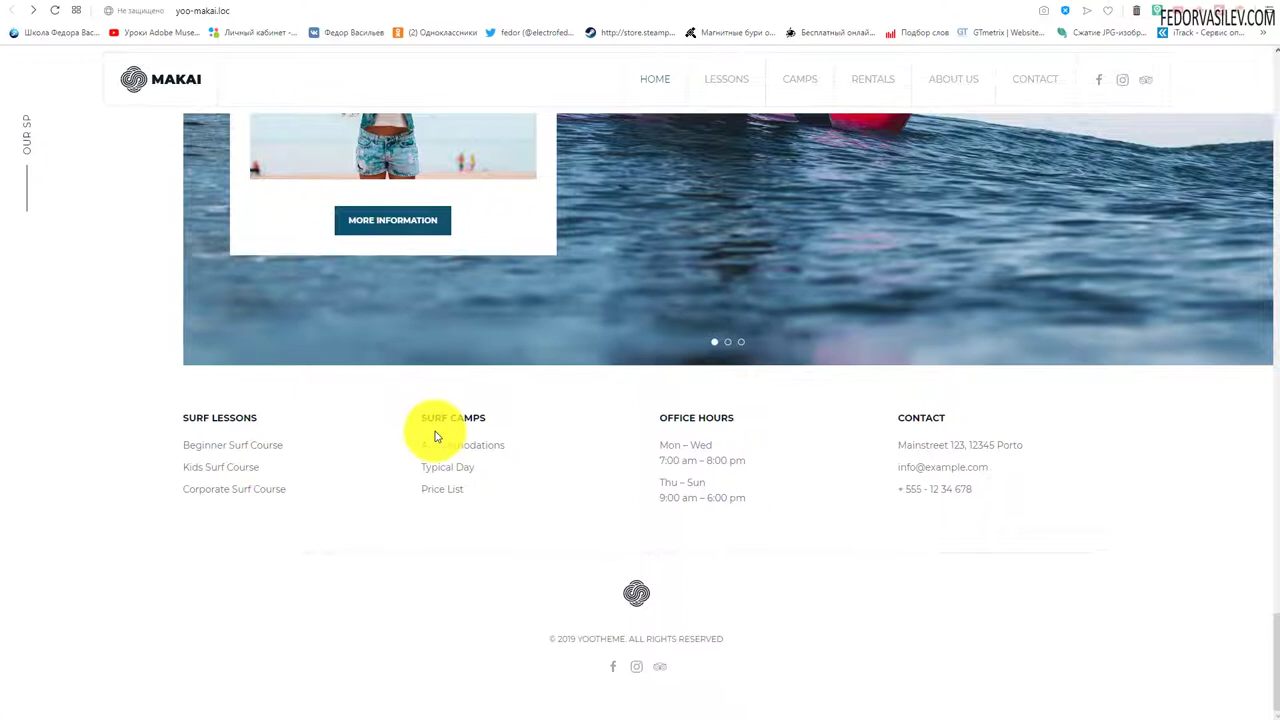 FEDORVASILEV.COM
Не защищено yoo-makai.loc
Школа Федора Вас... Уроки Adobe Muse... Личный кабинет -... Федор Васильев (2) Одноклассники fedor (@electrofed... http://store.steamp... Магнитные бури о... Бесплатный онлай... Подбор слов GTmetrix | Website... Сжатие JPG-изобр... iTrack - Сервис оп...
MAKAI HOME LESSONS CAMPS RENTALS ABOUT US CONTACT
OUR SP
MORE INFORMATION
SURF LESSONS
Beginner Surf Course
Kids Surf Course
Corporate Surf Course
SURF CAMPS
Typical Day
Price List
OFFICE HOURS
Mon – Wed
7:00 am – 8:00 pm
Thu – Sun
9:00 am – 6:00 pm
CONTACT
Mainstreet 123, 12345 Porto
info@example.com
+ 555 - 12 34 678
© 2019 YOOTHEME. ALL RIGHTS RESERVED